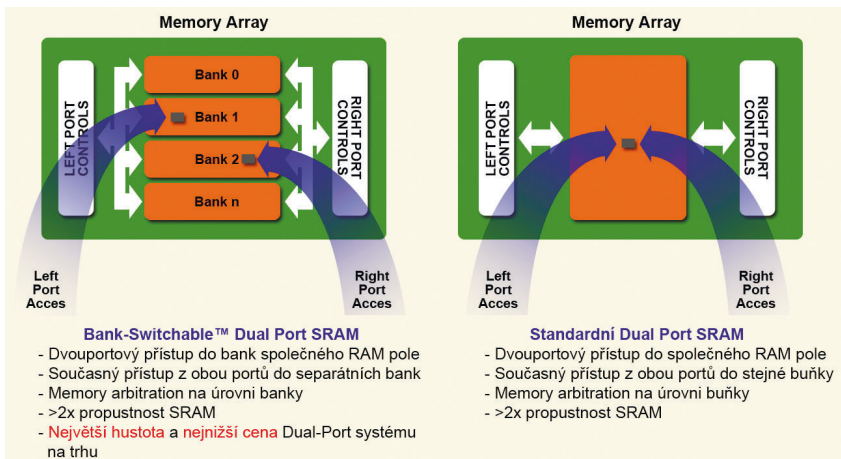 Memory Array
LEFT PORT
CONTROLS
Bank 0
Bank 1
Bank 2
Bank n
RIGHT PORT
CONTROLS
Left
Port
Acces
Right
Port
Acces
Bank-Switchable™ Dual Port SRAM
- Dvouportový přístup do bank společného RAM pole
- Současný přístup z obou portů do separátních bank
- Memory arbitration na úrovni banky
- >2x propustnost SRAM
- Největší hustota a nejnižší cena Dual-Port systému
na trhu
Memory Array
LEFT PORT
CONTROLS
RIGHT PORT
CONTROLS
Left
Port
Acces
Right
Port
Acces
Standardní Dual Port SRAM
- Dvouportový přístup do společného RAM pole
- Současný přístup z obou portů do stejné buňky
- Memory arbitration na úrovni buňky
- >2x propustnost SRAM